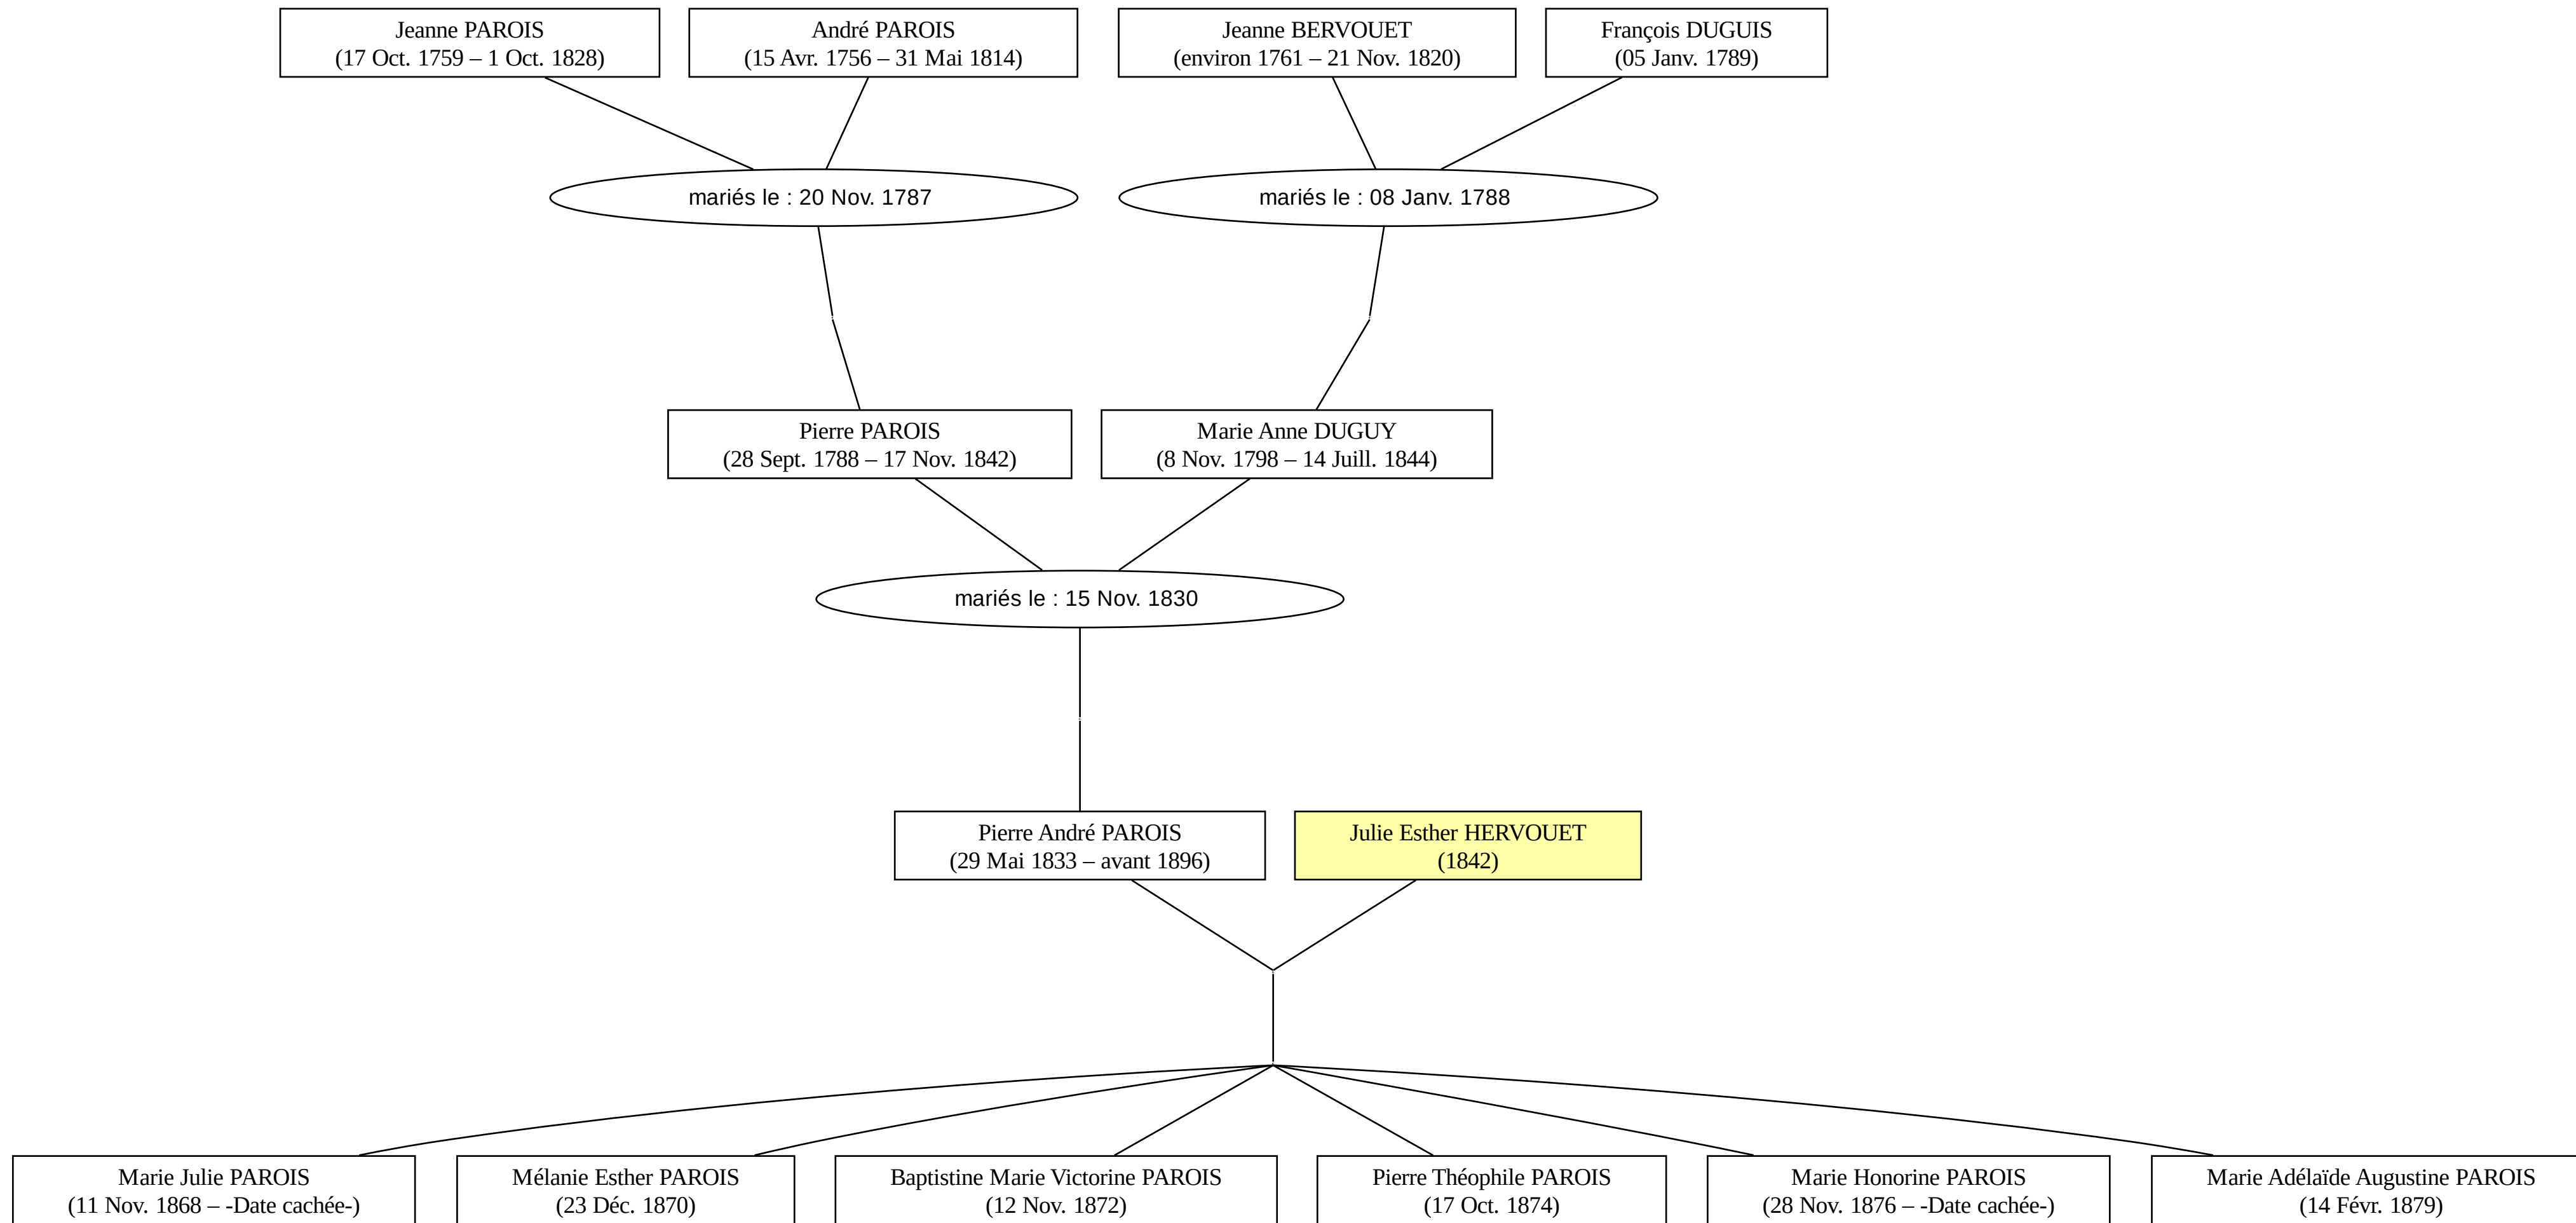 Jeanne PAROIS
(17 Oct. 1759 – 1 Oct. 1828)
André PAROIS
(15 Avr. 1756 – 31 Mai 1814)
Jeanne BERVOUET
(environ 1761 – 21 Nov. 1820)
François DUGUIS
(05 Janv. 1789)
mariés le : 20 Nov. 1787
mariés le : 08 Janv. 1788
Pierre PAROIS
(28 Sept. 1788 – 17 Nov. 1842)
Marie Anne DUGUY
(8 Nov. 1798 – 14 Juill. 1844)
mariés le : 15 Nov. 1830
Pierre André PAROIS
(29 Mai 1833 – avant 1896)
Julie Esther HERVOUET
(1842)
Marie Julie PAROIS
(11 Nov. 1868 – -Date cachée-)
Mélanie Esther PAROIS
(23 Déc. 1870)
Baptistine Marie Victorine PAROIS
(12 Nov. 1872)
Pierre Théophile PAROIS
(17 Oct. 1874)
Marie Honorine PAROIS
(28 Nov. 1876 – -Date cachée-)
Marie Adélaïde Augustine PAROIS
(14 Févr. 1879)